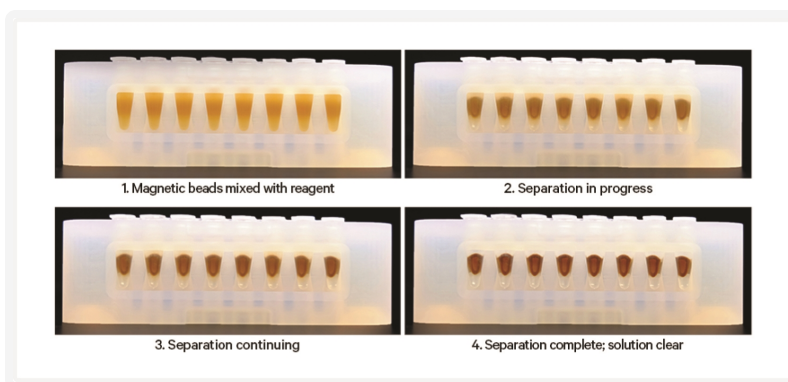 1. Magnetic beads mixed with reagent
2. Separation in progress
3. Separation continuing
4. Separation complete; solution clear